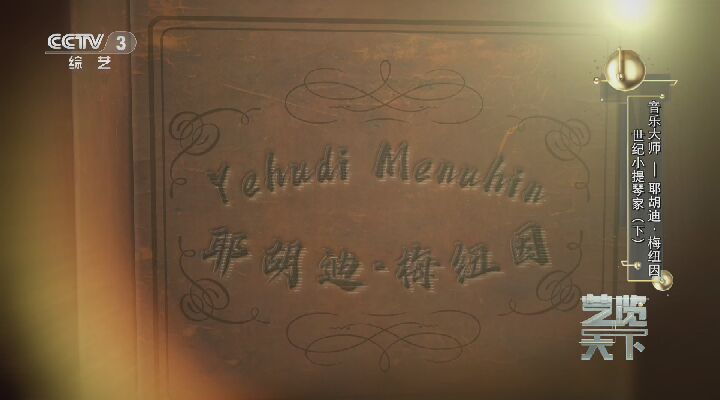 CCTV 3
综艺
Yehudi Menuhin
耶胡迪·梅纽因
音乐大师 — 耶胡迪·梅纽因
世纪小提琴家（下）
艺览
天下